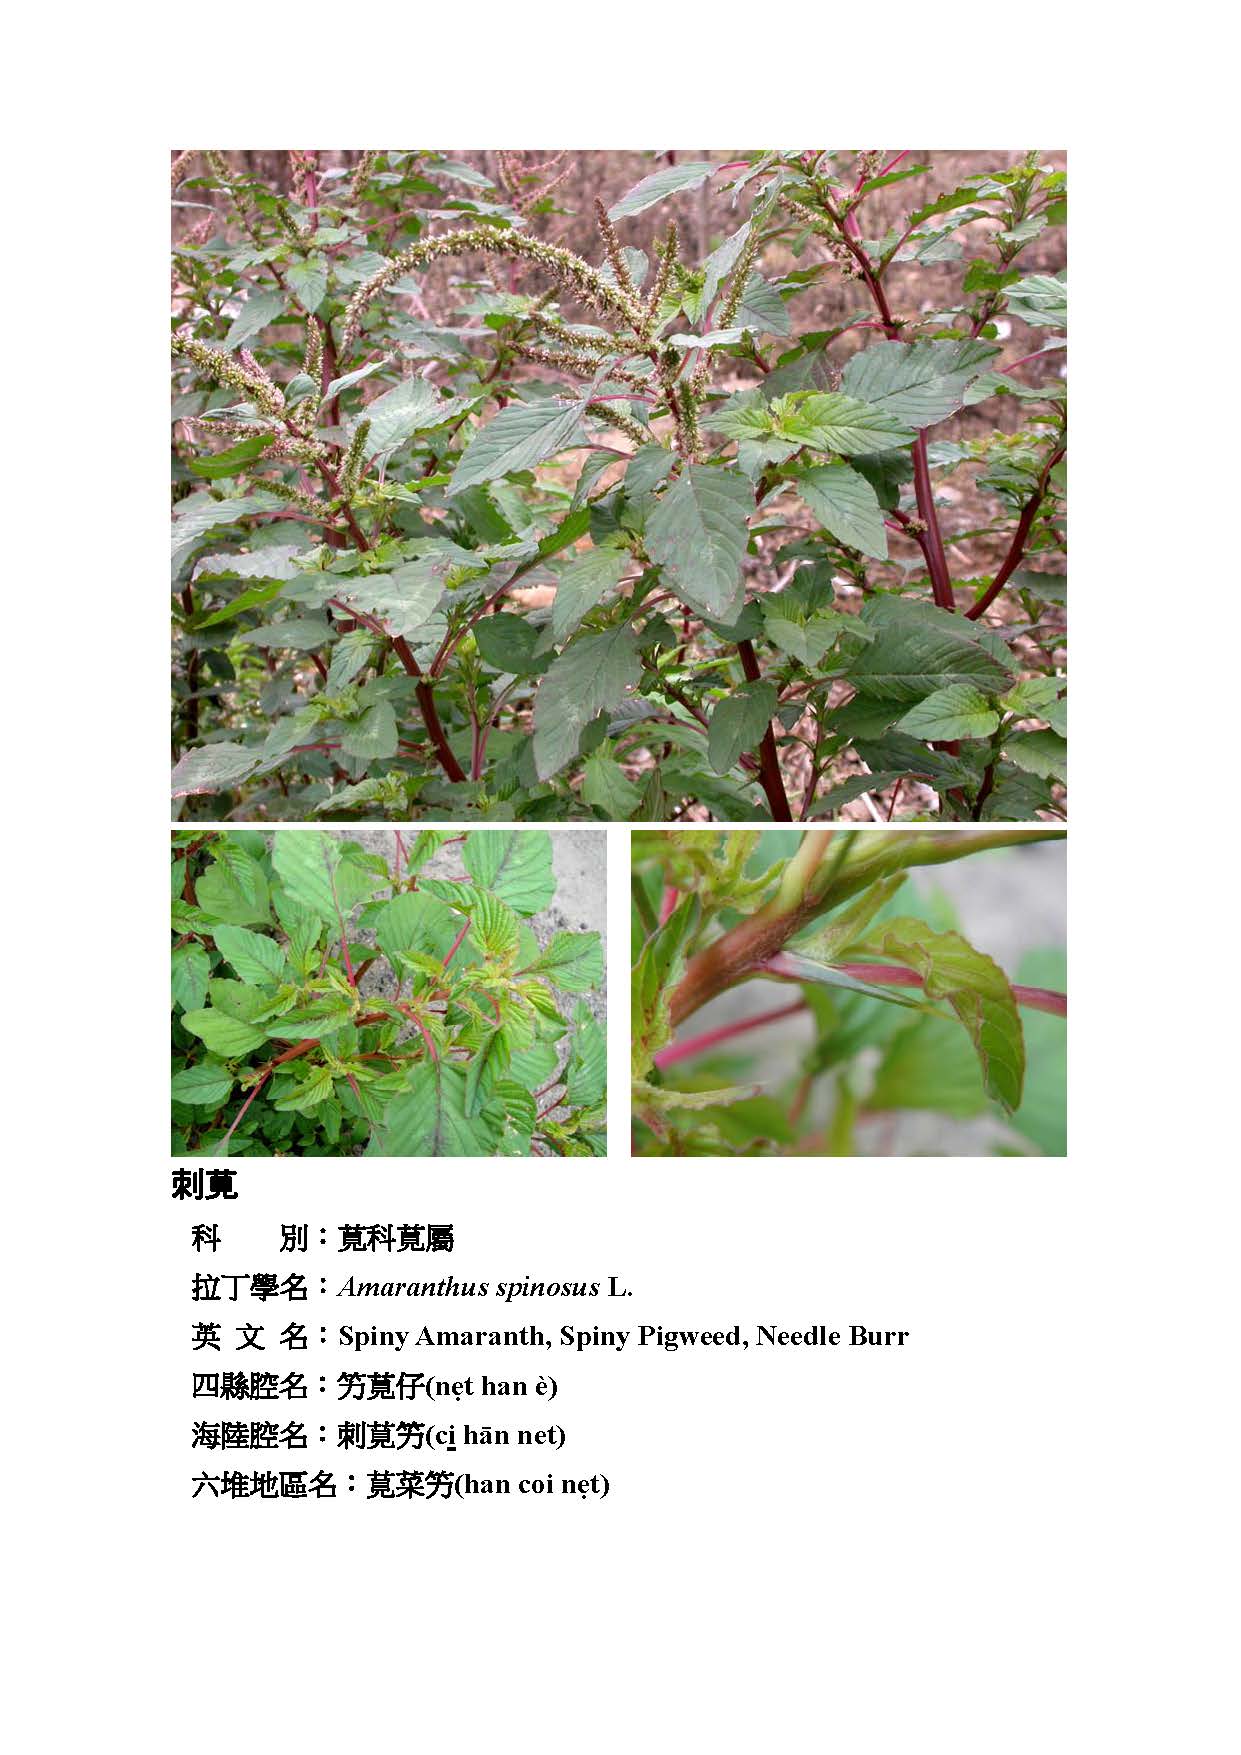 刺莧
科　　別：莧科莧屬
拉丁學名：Amaranthus spinosus L.
英 文 名：Spiny Amaranth, Spiny Pigweed, Needle Burr
四縣腔名：竻莧仔(nẹt han è)
海陸腔名：刺莧竻(ci̲ hān net)
六堆地區名：莧菜竻(han coi nẹt)